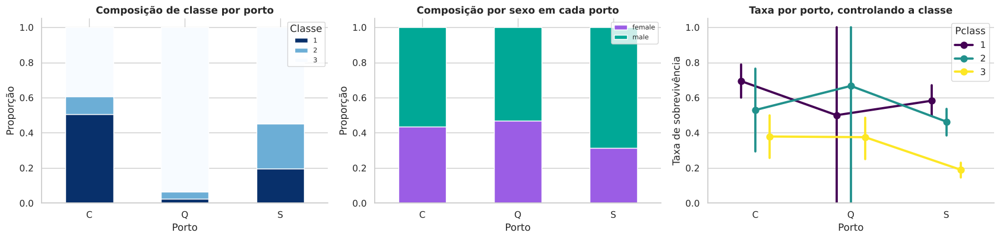 Composição de classe por porto
Proporção
1.0
0.8
0.6
0.4
0.2
0.0
Classe
1
2
3
C
Q
S
Porto
Composição por sexo em cada porto
Proporção
1.0
0.8
0.6
0.4
0.2
0.0
female
male
C
Q
S
Porto
Taxa por porto, controlando a classe
Taxa de sobrevivência
1.0
0.8
0.6
0.4
0.2
0.0
Pclass
1
2
3
C
Q
S
Porto